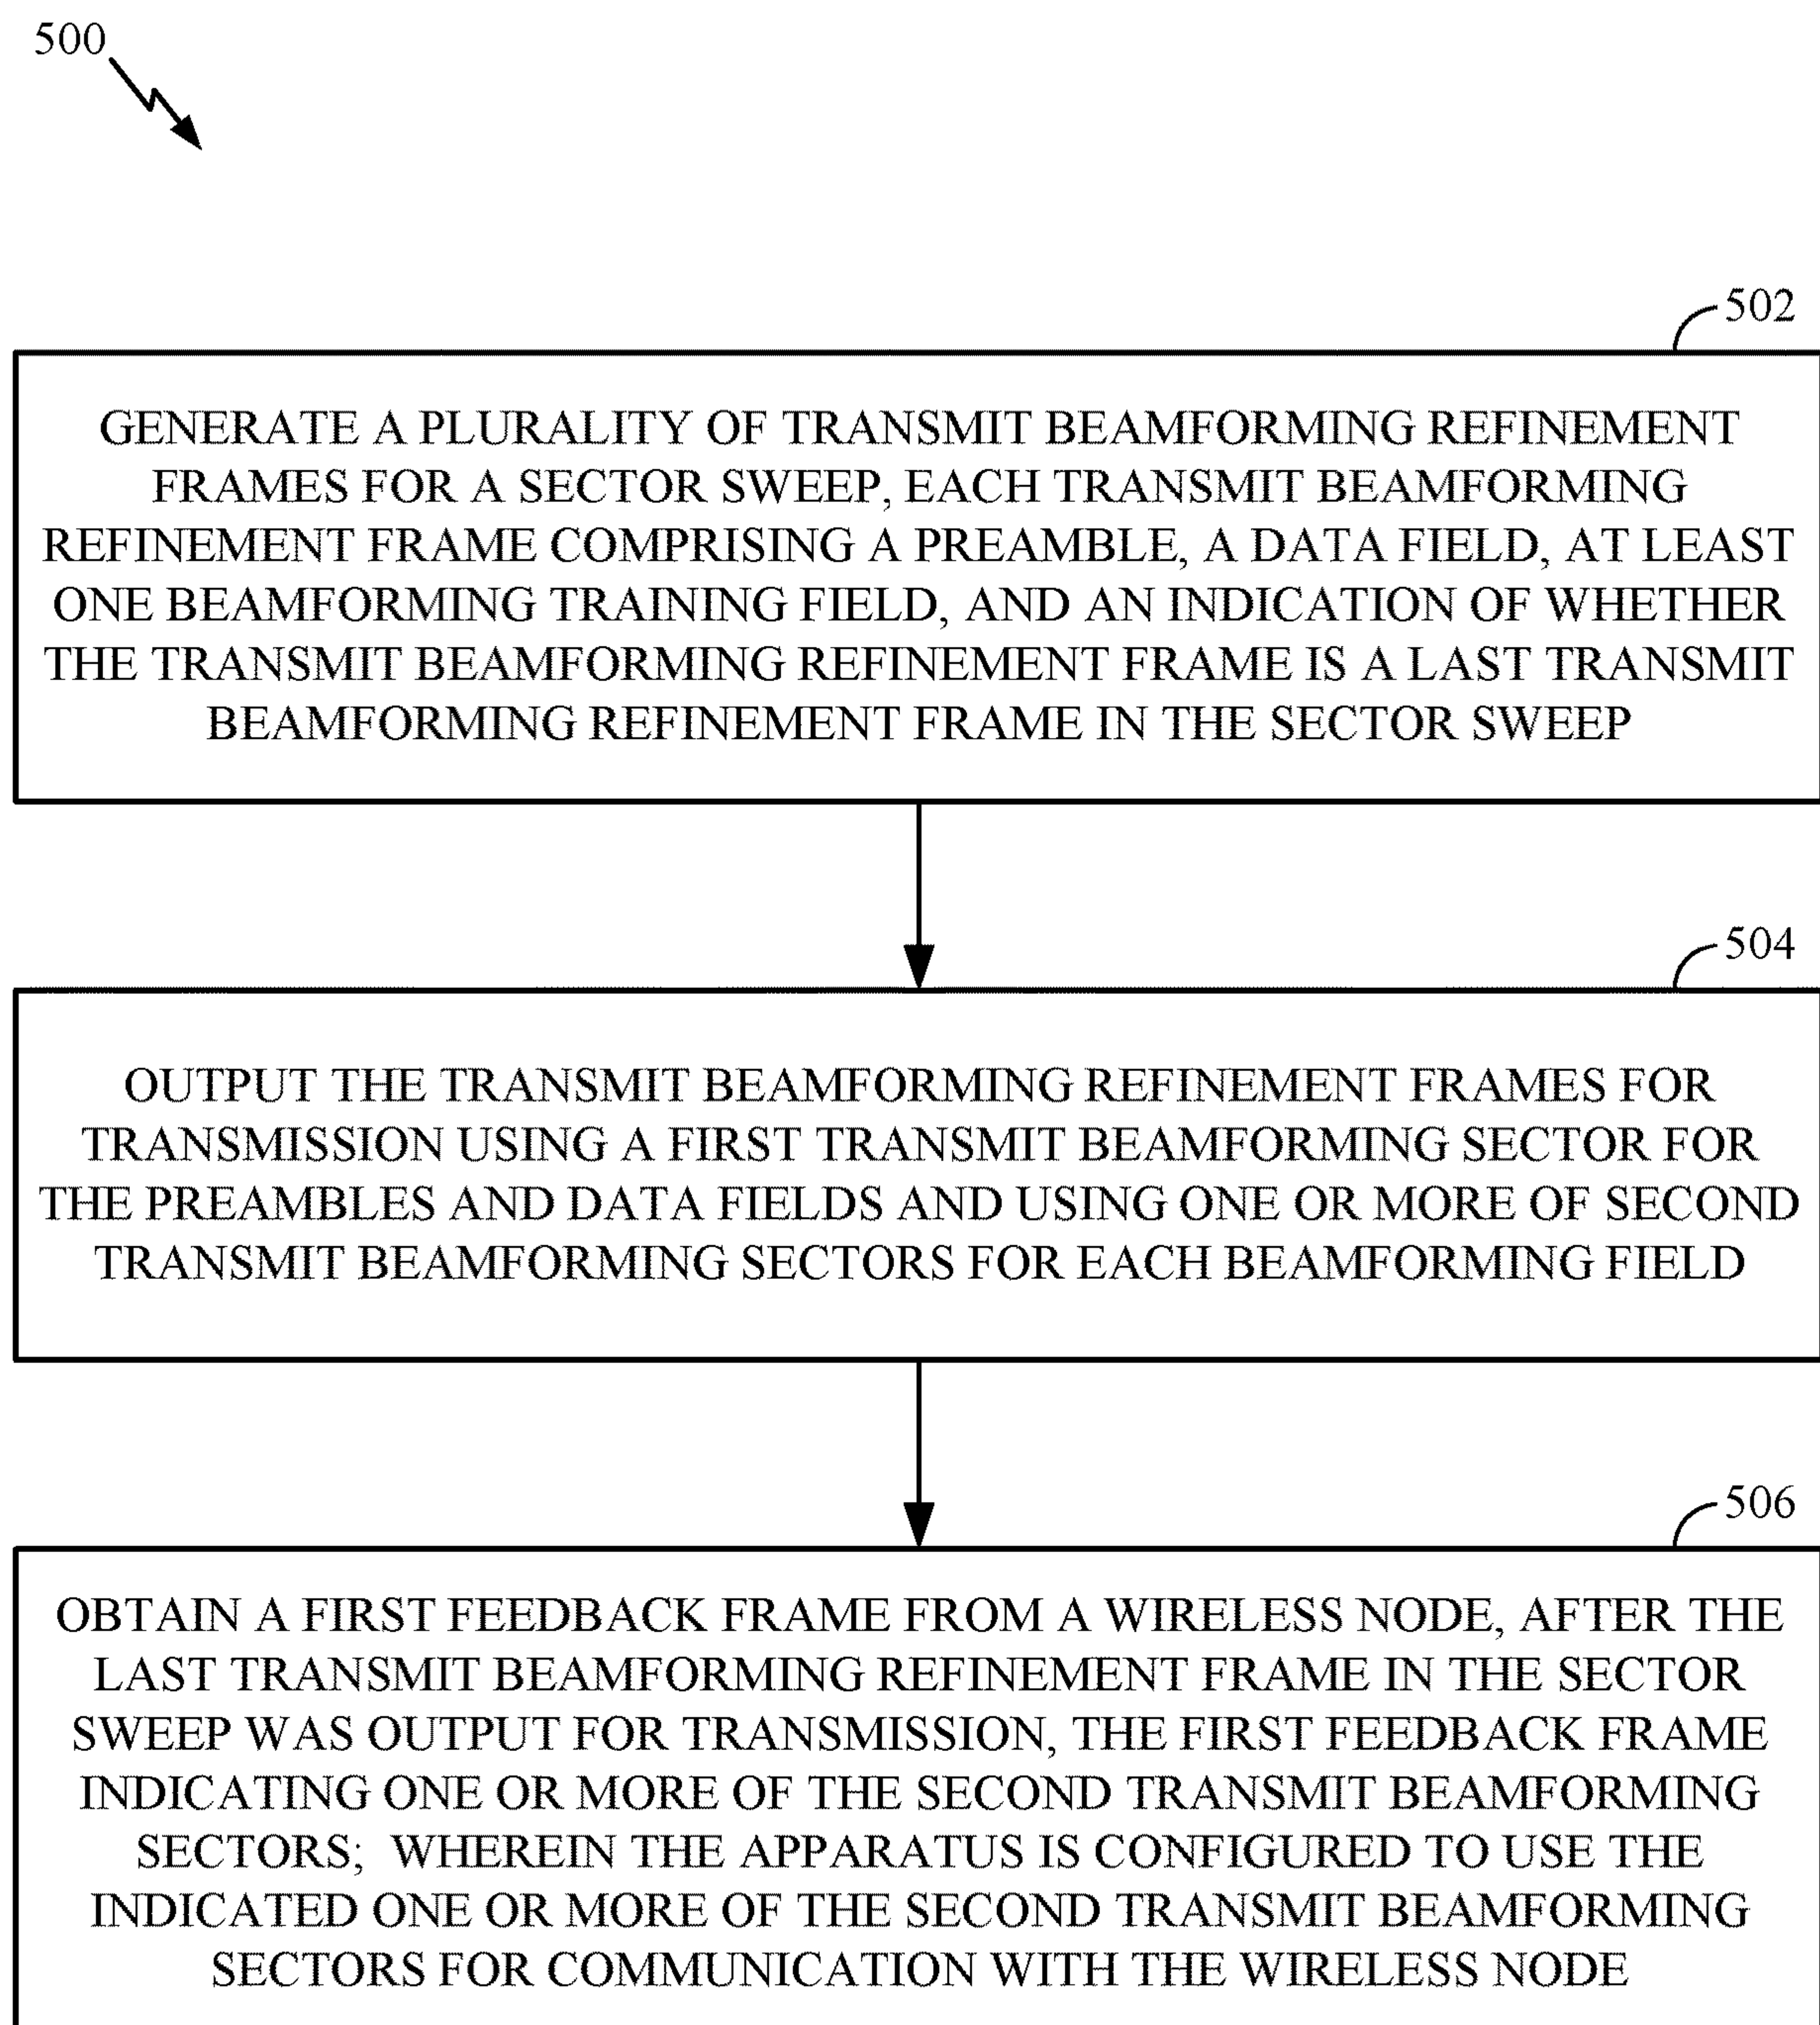 500
502
GENERATE A PLURALITY OF TRANSMIT BEAMFORMING REFINEMENT
FRAMES FOR A SECTOR SWEEP, EACH TRANSMIT BEAMFORMING
REFINEMENT FRAME COMPRISING A PREAMBLE, A DATA FIELD, AT LEAST
ONE BEAMFORMING TRAINING FIELD, AND AN INDICATION OF WHETHER
THE TRANSMIT BEAMFORMING REFINEMENT FRAME IS A LAST TRANSMIT
BEAMFORMING REFINEMENT FRAME IN THE SECTOR SWEEP
504
OUTPUT THE TRANSMIT BEAMFORMING REFINEMENT FRAMES FOR
TRANSMISSION USING A FIRST TRANSMIT BEAMFORMING SECTOR FOR
THE PREAMBLES AND DATA FIELDS AND USING ONE OR MORE OF SECOND
TRANSMIT BEAMFORMING SECTORS FOR EACH BEAMFORMING FIELD
506
OBTAIN A FIRST FEEDBACK FRAME FROM A WIRELESS NODE, AFTER THE
LAST TRANSMIT BEAMFORMING REFINEMENT FRAME IN THE SECTOR
SWEEP WAS OUTPUT FOR TRANSMISSION, THE FIRST FEEDBACK FRAME
INDICATING ONE OR MORE OF THE SECOND TRANSMIT BEAMFORMING
SECTORS; WHEREIN THE APPARATUS IS CONFIGURED TO USE THE
INDICATED ONE OR MORE OF THE SECOND TRANSMIT BEAMFORMING
SECTORS FOR COMMUNICATION WITH THE WIRELESS NODE